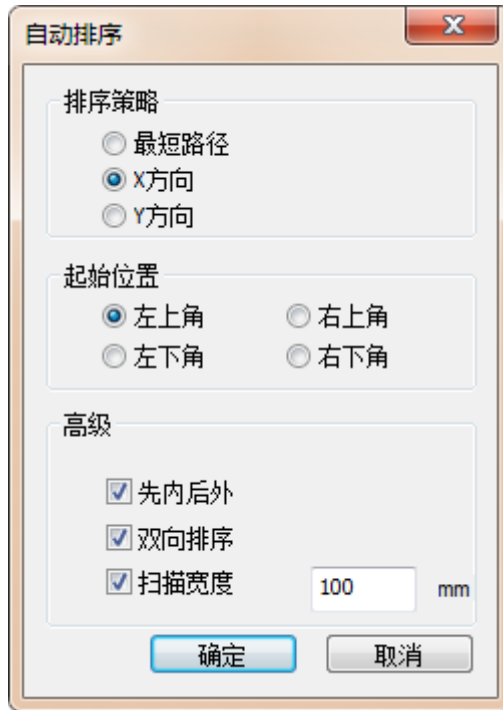 自动排序
排序策略
最短路径
X方向
Y方向
起始位置
左上角 右上角
左下角 右下角
高级
先内后外
双向排序
扫描宽度 100 mm
确定 取消